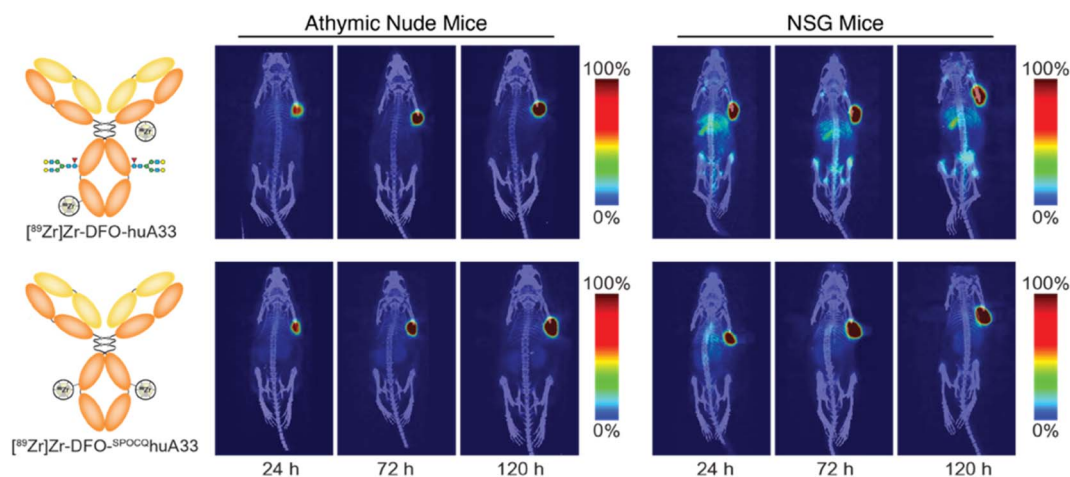 Athymic Nude Mice
NSG Mice
100%
0%
100%
0%
[⁸⁹Zr]Zr-DFO-huA33
100%
0%
100%
0%
[⁸⁹Zr]Zr-DFO-ˢᴾᴼᶜQhuA33
24 h
72 h
120 h
24 h
72 h
120 h